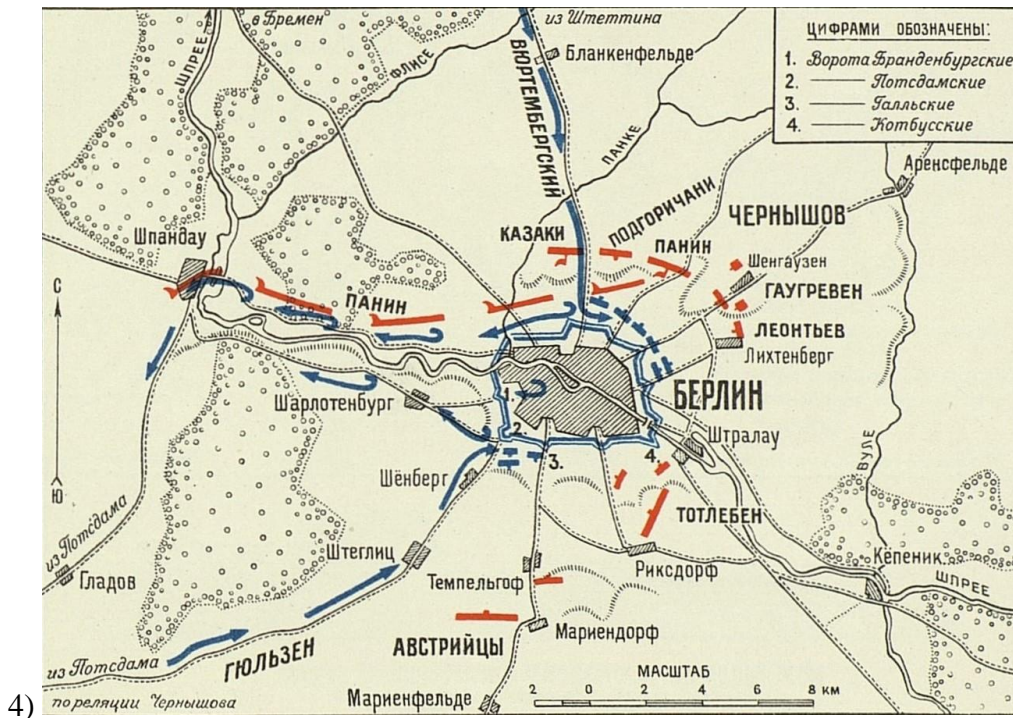 в Бремен
из Штеттина
ЦИФРАМИ ОБОЗНАЧЕНЫ:
1. Ворота Бранденбургские
2. —— Потсдамские
3. —— Галльские
4. —— Котбусские
ШПРЕЕ
ФЛИСЕ
ВЮРТЕМБЕРГСКИЙ
Бланкенфельде
ПАНКЕ
Аренсфельде
Шпандау
КАЗАКИ
ПОДГОРИЧАНИ
ПАНИН
ЧЕРНЫШОВ
Шенгаузен
ГАУГРЕВЕН
ПАНИН
ЛЕОНТЬЕВ
Лихтенберг
С
Ю
Шарлотенбург
1.
2.
3.
4.
БЕРЛИН
Штралау
ВУЛЕ
Шёнберг
ТОТЛЕБЕН
из Потсдама
Гладов
Штеглиц
Темпельгоф
Риксдорф
Кёпеник
ШПРЕЕ
из Потсдама
ГЮЛЬЗЕН
АВСТРИЙЦЫ
Мариендорф
МАСШТАБ
2 0 2 4 6 8 км
Мариенфельде
4) по реляции Чернышова